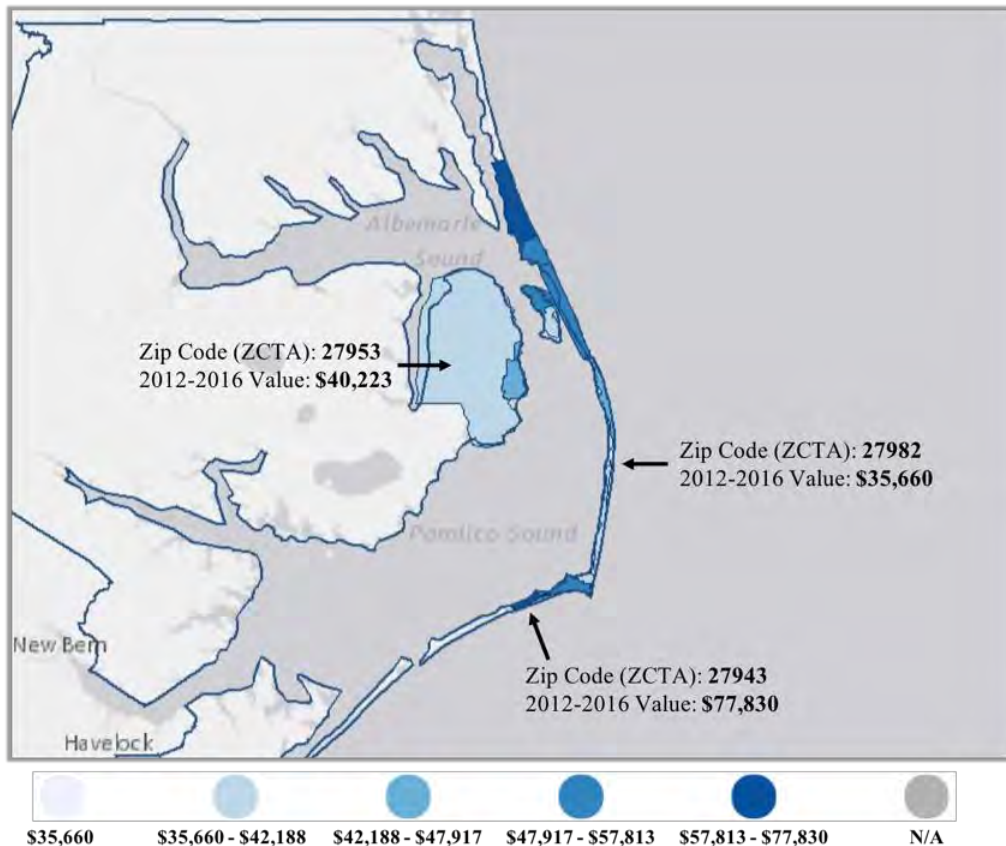 Albemarle
Sound
Zip Code (ZCTA): 27953
2012-2016 Value: $40,223
Zip Code (ZCTA): 27982
2012-2016 Value: $35,660
Pamlico Sound
New Bern
Zip Code (ZCTA): 27943
2012-2016 Value: $77,830
Havelock
$35,660 $35,660 - $42,188 $42,188 - $47,917 $47,917 - $57,813 $57,813 - $77,830 N/A